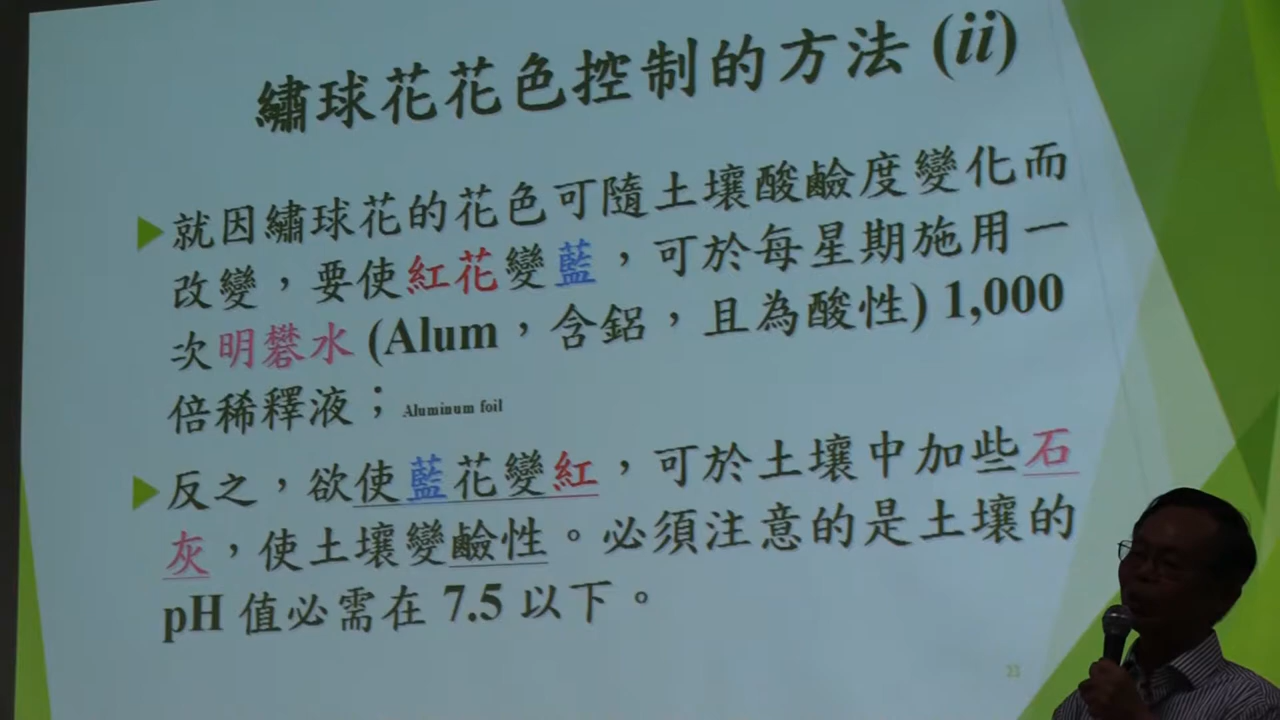 繡球花花色控制的方法 (ii)
就因繡球花的花色可隨土壤酸鹼度變化而
改變，要使紅花變藍，可於每星期施用一
次明礬水 (Alum，含鋁，且為酸性) 1,000
倍稀釋液；Aluminum foil
反之，欲使藍花變紅，可於土壤中加些石
灰，使土壤變鹼性。必須注意的是土壤的
pH 值必需在 7.5 以下。
23